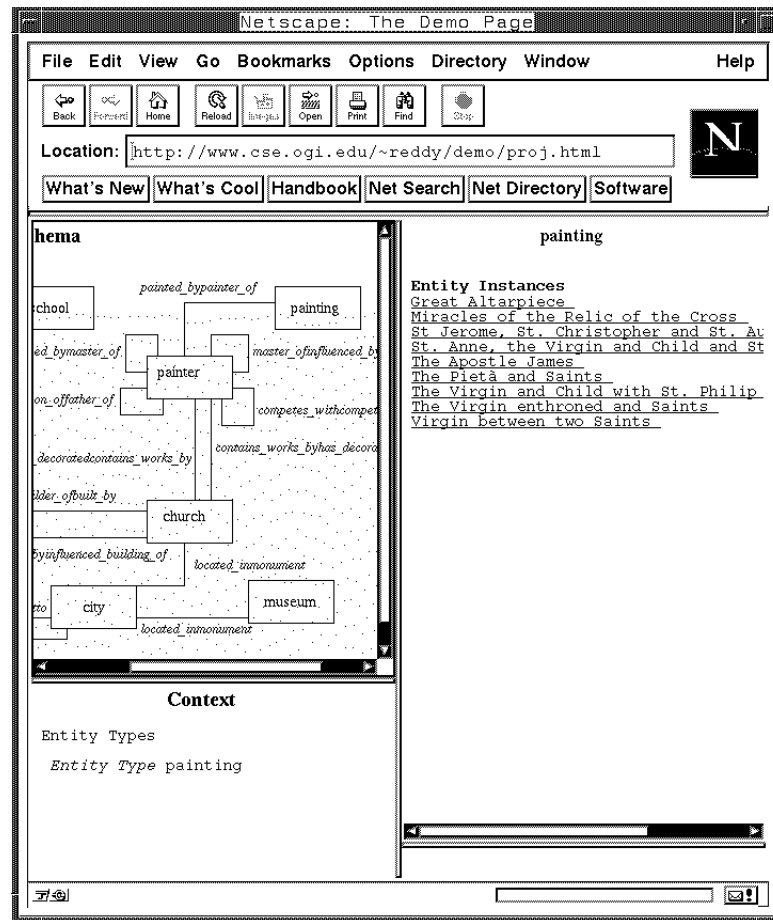 Netscape: The Demo Page
File Edit View Go Bookmarks Options Directory Window Help
Back Forward Home Reload Images Open Print Find Stop
N
Location: http://www.cse.ogi.edu/~reddy/demo/proj.html
What's New What's Cool Handbook Net Search Net Directory Software
hema
painted_bypainter_of
chool
painting
ed_bymaster_of
master_ofinfluenced_by
painter
on_offather_of
competes_withcompet
_decoratedcontains_works_by
contains_works_byhas_decora
ilder_ofbuilt_by
church
byinfluenced_building_of
located_inmonument
city
museum
located_inmonument
Context
Entity Types
Entity Type painting
painting
Entity Instances
Great Altarpiece
Miracles of the Relic of the Cross
St Jerome, St. Christopher and St. Au
St. Anne, the Virgin and Child and St
The Apostle James
The Pietà and Saints
The Virgin and Child with St. Philip
The Virgin enthroned and Saints
Virgin between two Saints